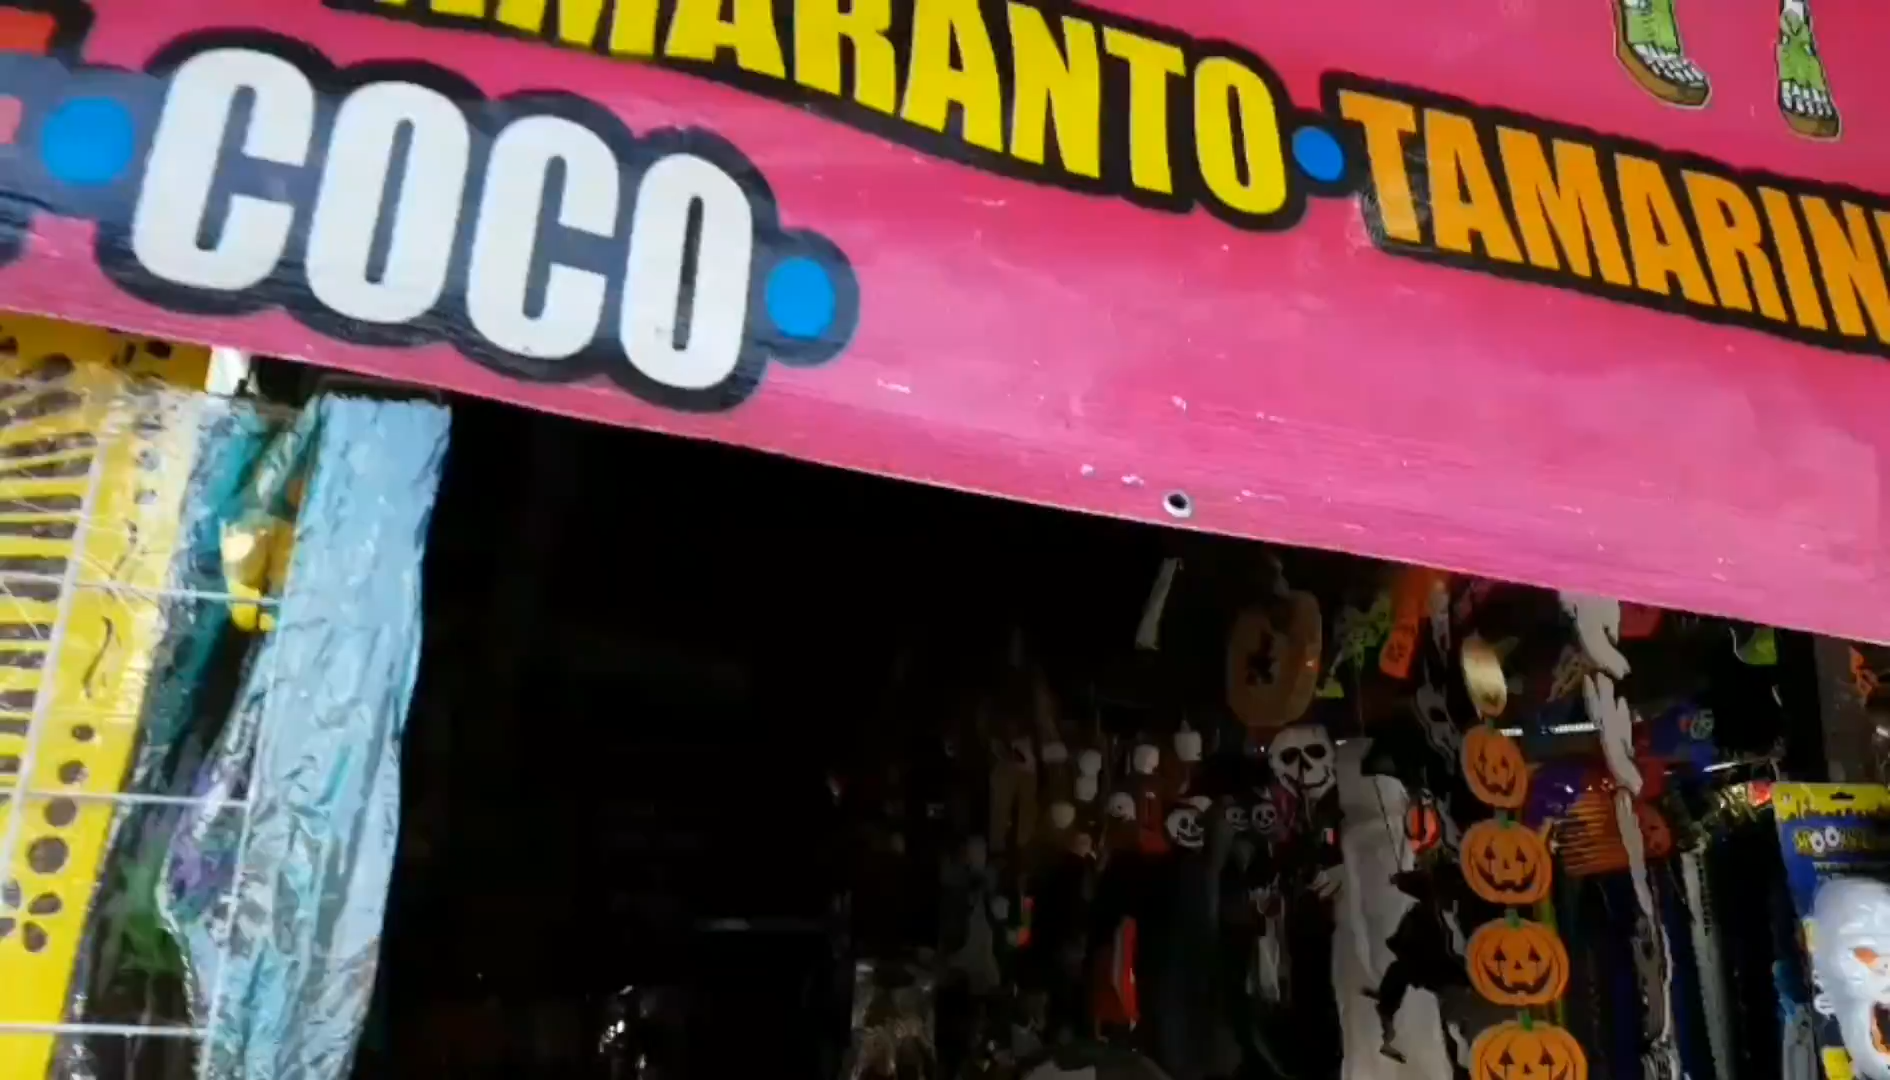 AMARANTO • TAMARIN
• COCO •